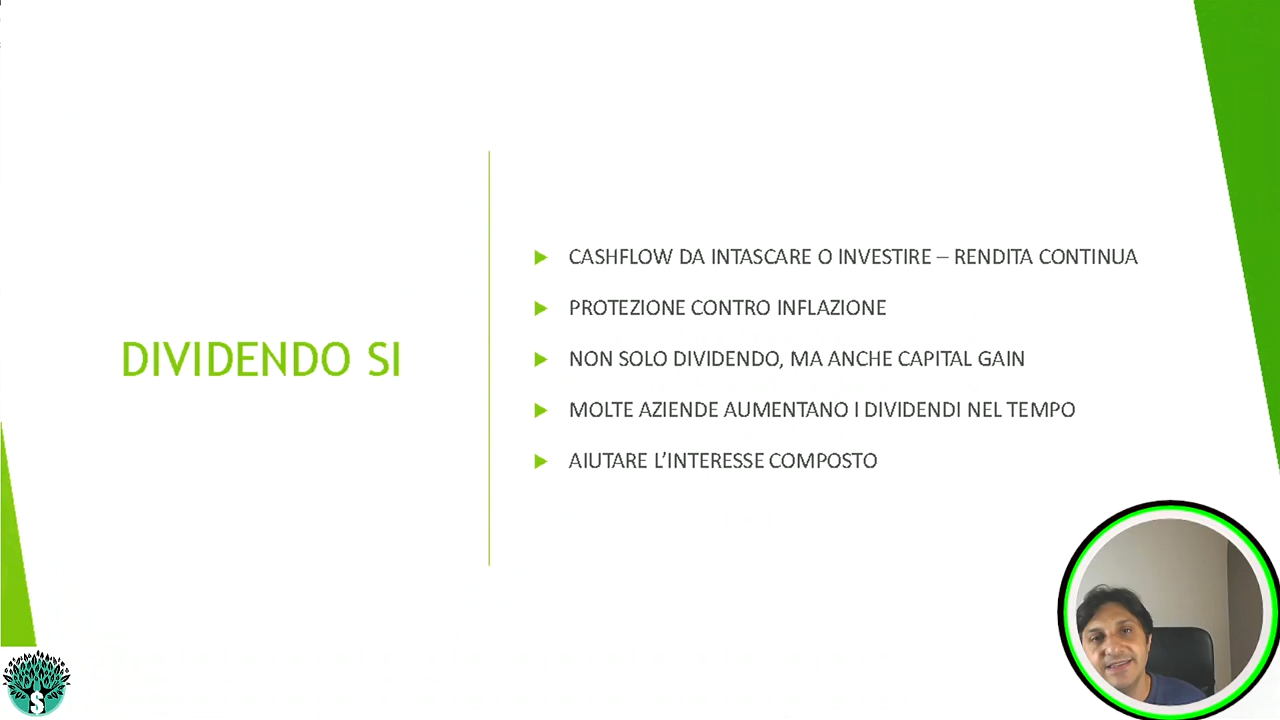 DIVIDENDO SI
CASHFLOW DA INTASCARE O INVESTIRE – RENDITA CONTINUA
PROTEZIONE CONTRO INFLAZIONE
NON SOLO DIVIDENDO, MA ANCHE CAPITAL GAIN
MOLTE AZIENDE AUMENTANO I DIVIDENDI NEL TEMPO
AIUTARE L'INTERESSE COMPOSTO
$